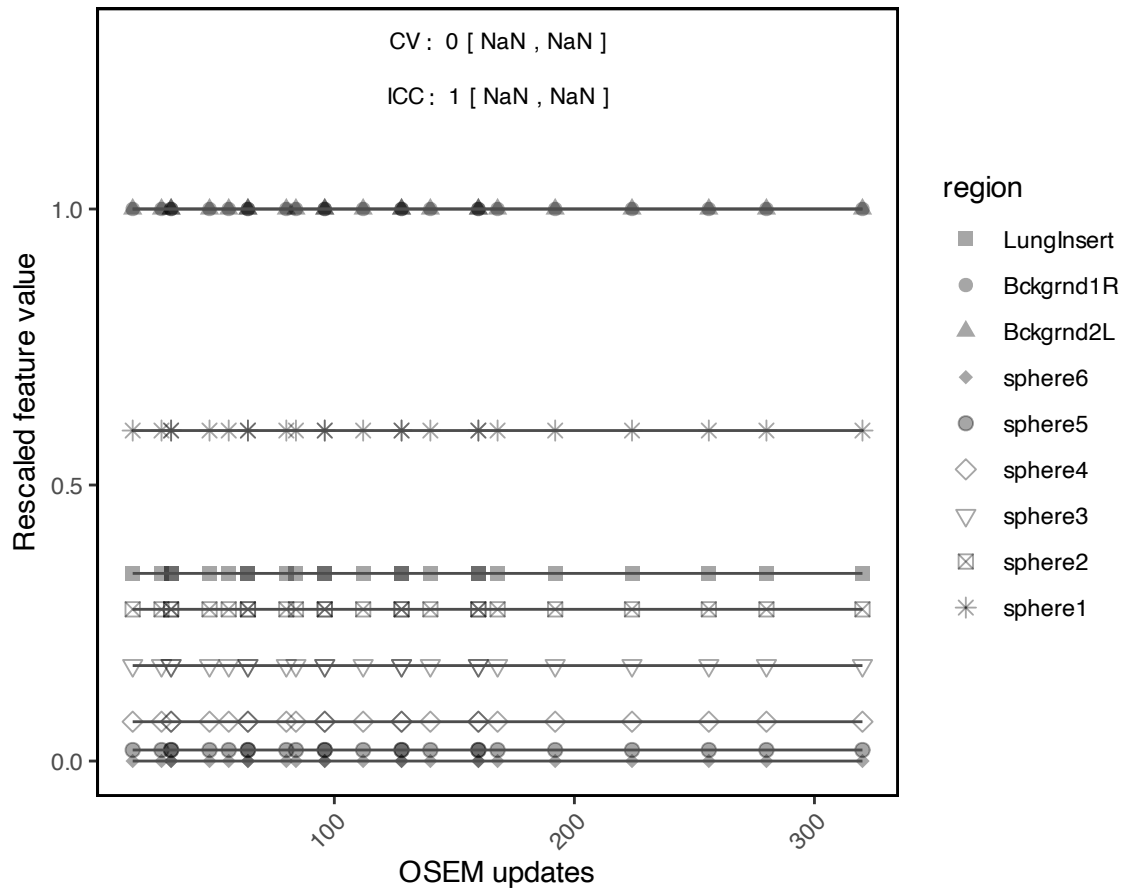 CV : 0 [ NaN , NaN ]
ICC : 1 [ NaN , NaN ]
Rescaled feature value
1.0
0.5
0.0
100
200
300
OSEM updates
region
LungInsert
Bckgrnd1R
Bckgrnd2L
sphere6
sphere5
sphere4
sphere3
sphere2
sphere1